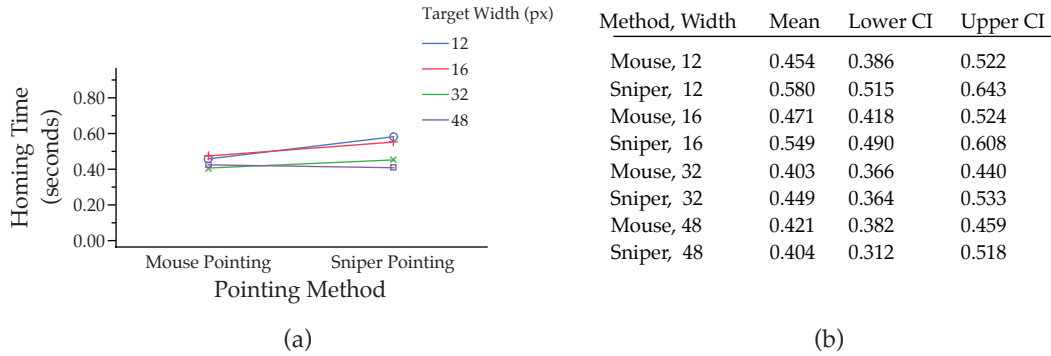 Target Width (px)
12
16
32
48
0.80
0.60
0.40
0.20
0.00
Homing Time
(seconds)
Mouse Pointing
Sniper Pointing
Pointing Method
(a)
Method, Width Mean Lower CI Upper CI
Mouse, 12 0.454 0.386 0.522
Sniper, 12 0.580 0.515 0.643
Mouse, 16 0.471 0.418 0.524
Sniper, 16 0.549 0.490 0.608
Mouse, 32 0.403 0.366 0.440
Sniper, 32 0.449 0.364 0.533
Mouse, 48 0.421 0.382 0.459
Sniper, 48 0.404 0.312 0.518
(b)